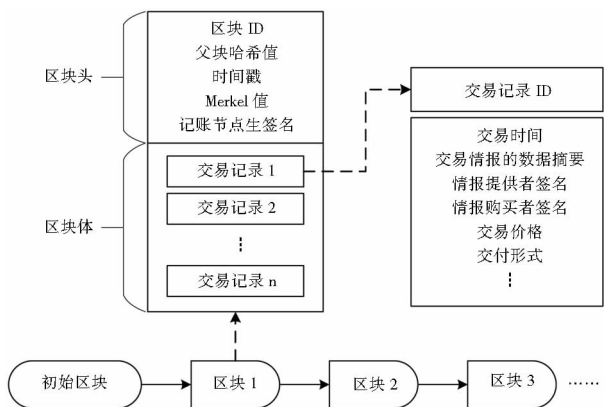 区块头
区块 ID
父块哈希值
时间戳
Merkel 值
记账节点生签名
区块体
交易记录 1
交易记录 2
⋮
交易记录 n
交易记录 ID
交易时间
交易情报的数据摘要
情报提供者签名
情报购买者签名
交易价格
交付形式
⋮
初始区块
区块 1
区块 2
区块 3
……